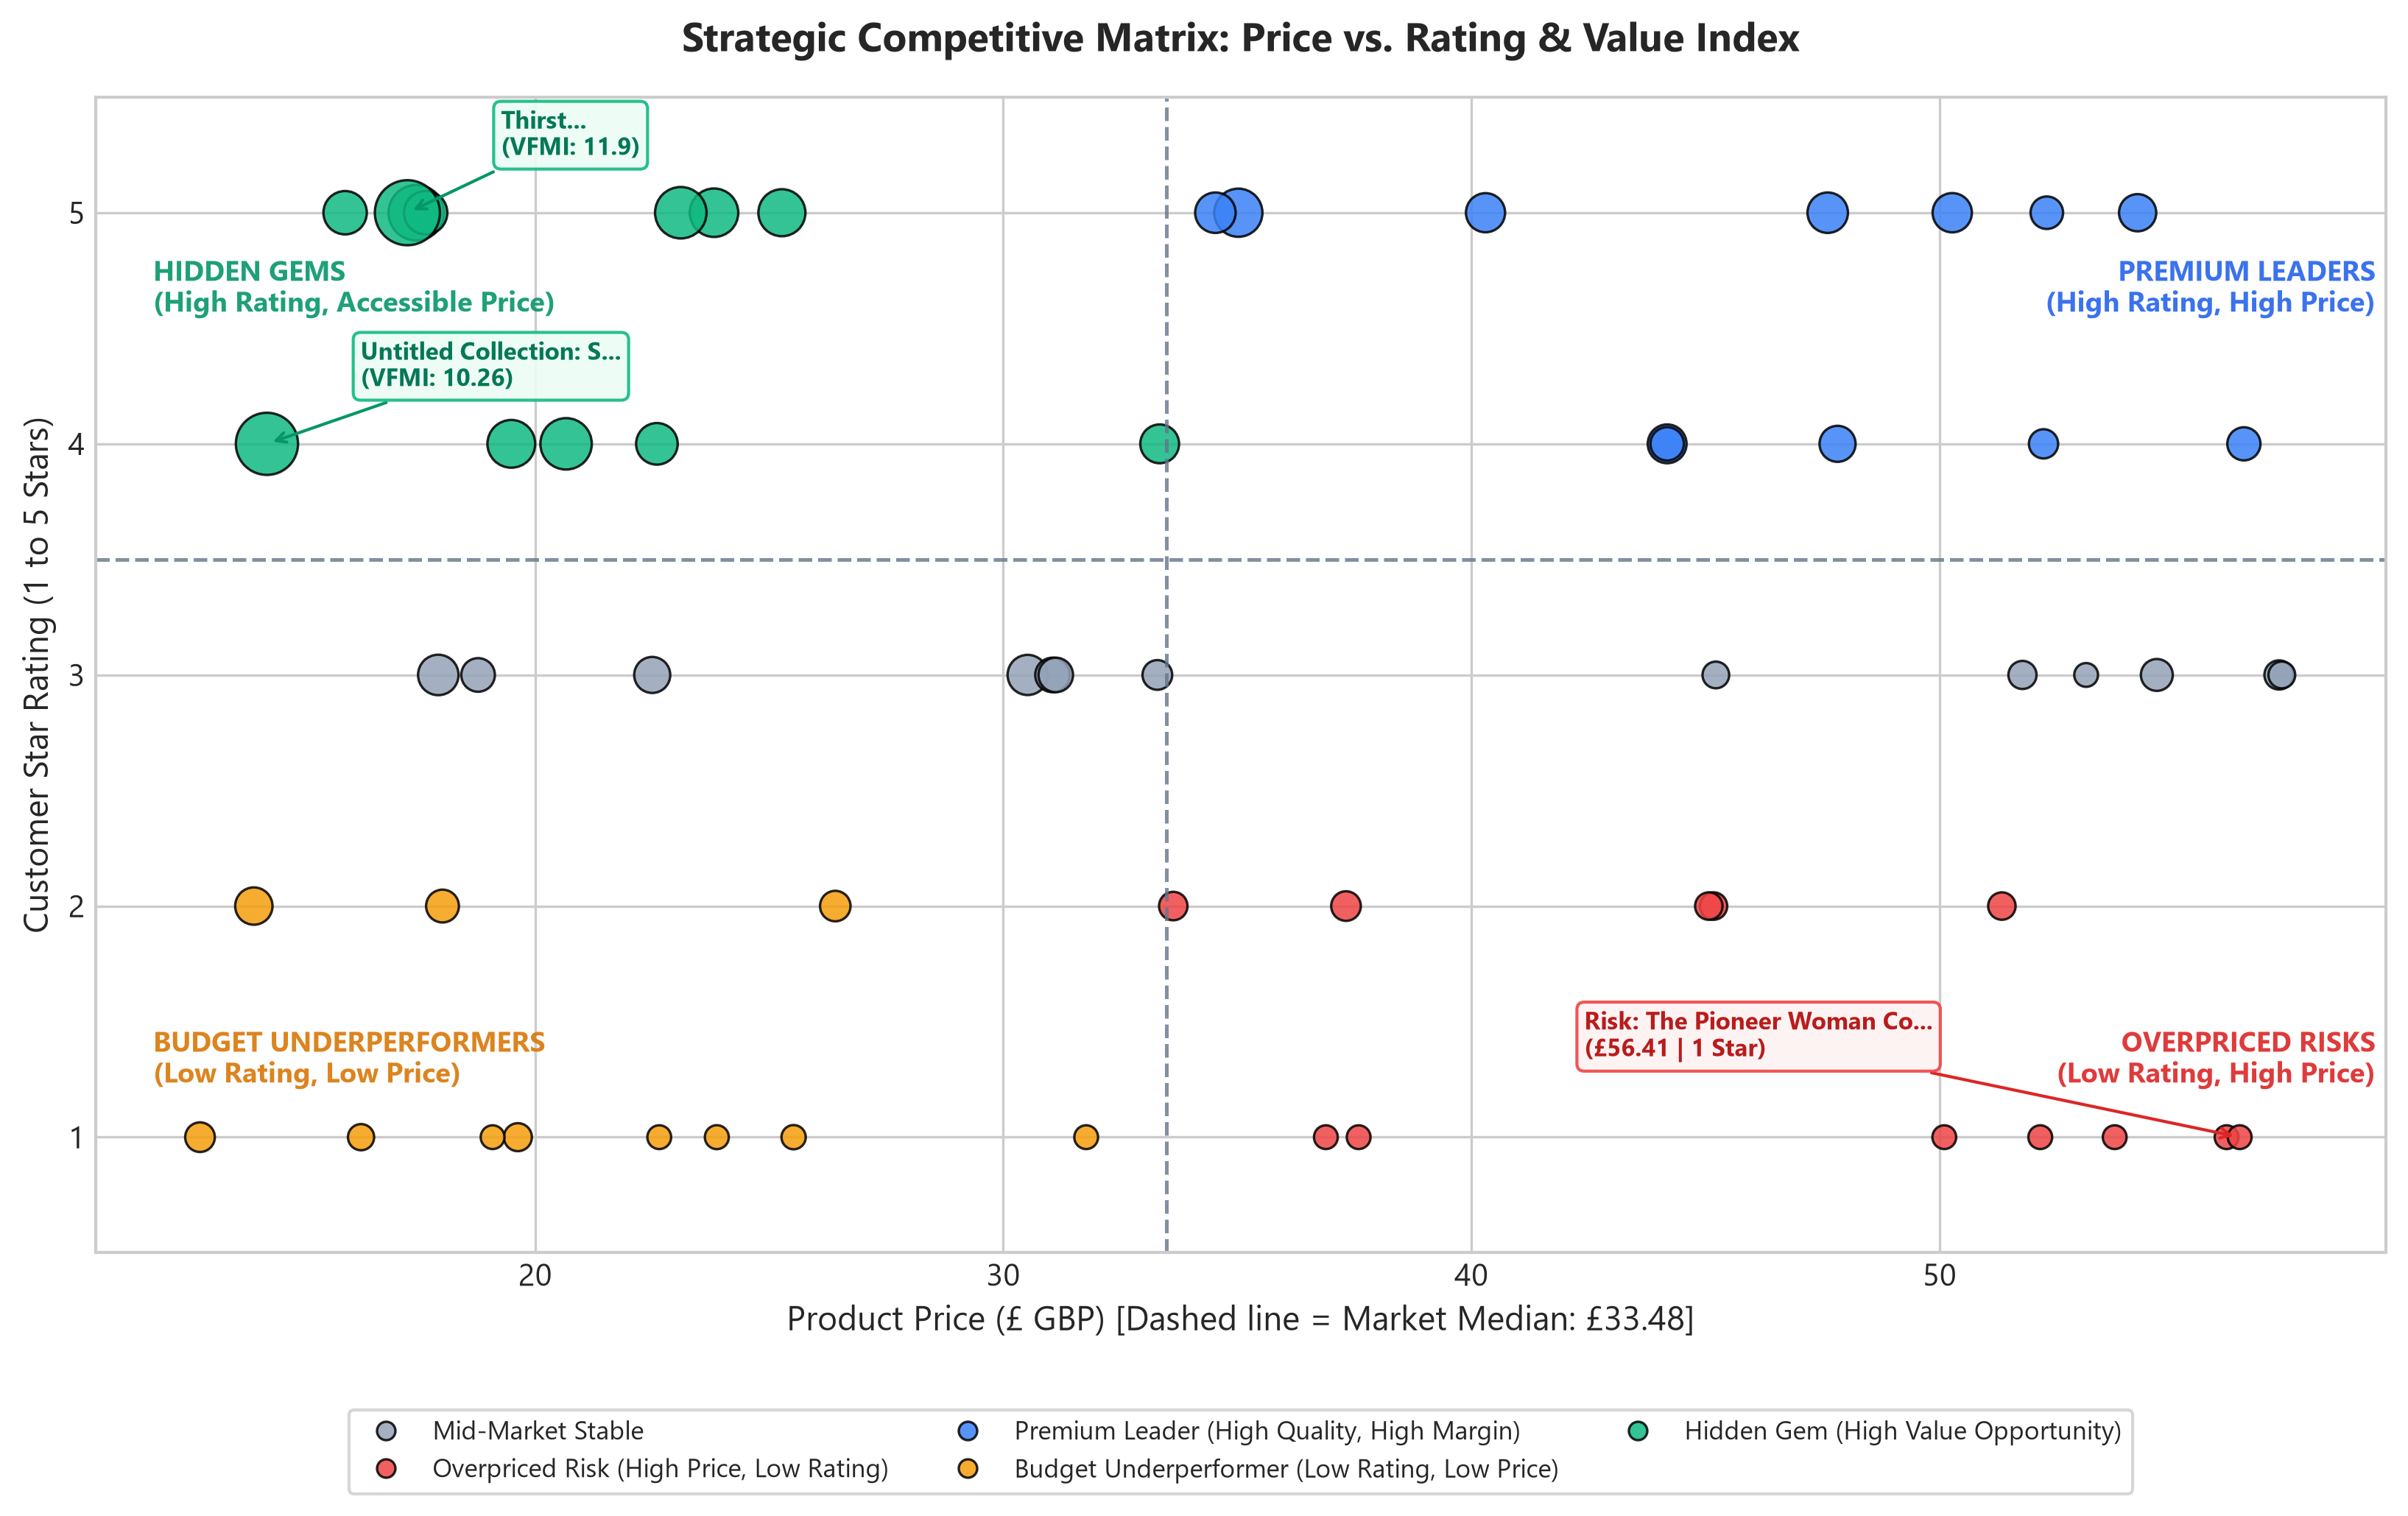 Strategic Competitive Matrix: Price vs. Rating & Value Index
Thirst...
(VFMI: 11.9)
HIDDEN GEMS
(High Rating, Accessible Price)
PREMIUM LEADERS
(High Rating, High Price)
Untitled Collection: S...
(VFMI: 10.26)
Customer Star Rating (1 to 5 Stars)
5
4
3
2
1
Risk: The Pioneer Woman Co...
(£56.41 | 1 Star)
BUDGET UNDERPERFORMERS
(Low Rating, Low Price)
OVERPRICED RISKS
(Low Rating, High Price)
20 30 40 50
Product Price (£ GBP) [Dashed line = Market Median: £33.48]
Mid-Market Stable
Overpriced Risk (High Price, Low Rating)
Premium Leader (High Quality, High Margin)
Budget Underperformer (Low Rating, Low Price)
Hidden Gem (High Value Opportunity)